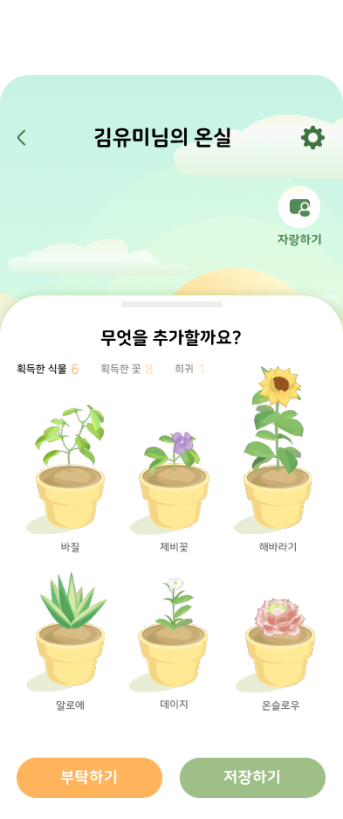 김유미님의 온실
자랑하기
무엇을 추가할까요?
획득한 식물 6 획득한 꽃 8 희귀 1
바질 제비꽃 해바라기
알로에 데이지 온슬로우
부탁하기 저장하기